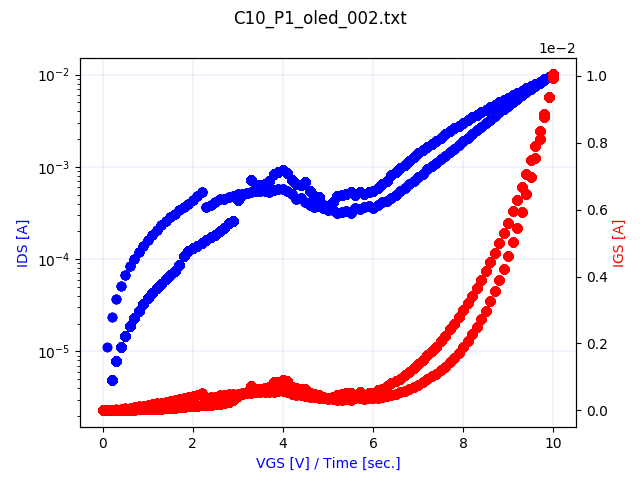 C10_P1_oled_002.txt
1e−2
10⁻²
10⁻³
10⁻⁴
10⁻⁵
IDS [A]
1.0
0.8
0.6
0.4
0.2
0.0
IGS [A]
0 2 4 6 8 10
VGS [V] / Time [sec.]